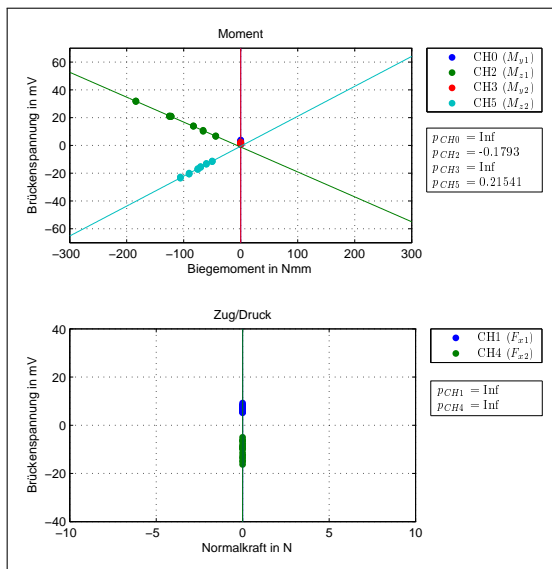 Moment
60
40
20
0
−20
−40
−60
Brückenspannung in mV
−300
−200
−100
0
100
200
300
Biegemoment in Nmm
CH0 (My1)
CH2 (Mz1)
CH3 (My2)
CH5 (Mz2)
pCH0 = Inf
pCH2 = -0.1793
pCH3 = Inf
pCH5 = 0.21541
Zug/Druck
40
20
0
−20
−40
Brückenspannung in mV
−10
−5
0
5
10
Normalkraft in N
CH1 (Fx1)
CH4 (Fx2)
pCH1 = Inf
pCH4 = Inf